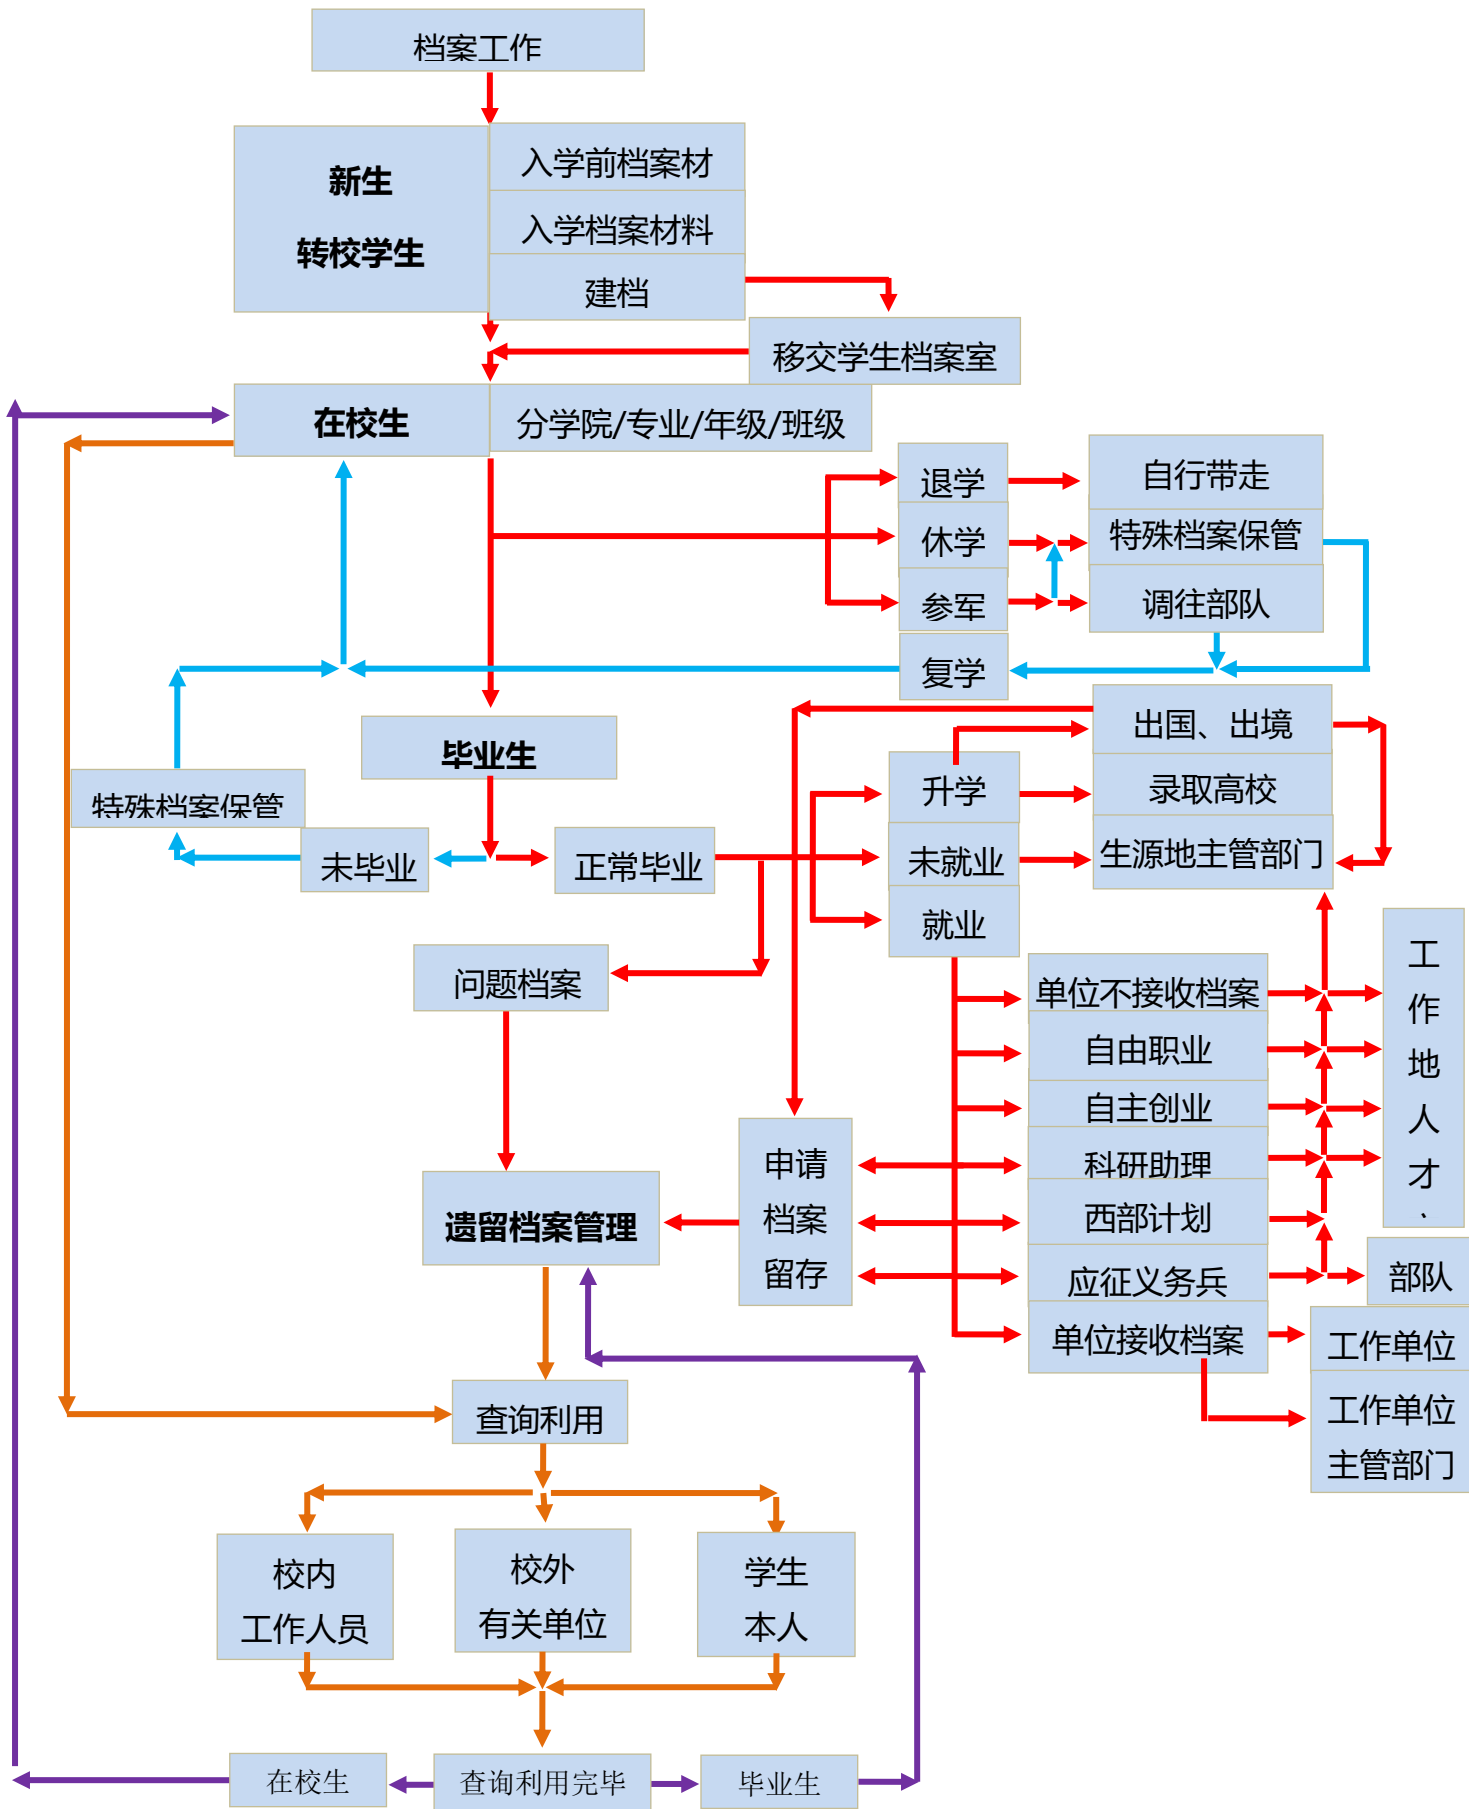 档案工作
新生
转校学生
入学前档案材
入学档案材料
建档
移交学生档案室
在校生
分学院/专业/年级/班级
退学
自行带走
休学
特殊档案保管
参军
调往部队
复学
毕业生
出国、出境
升学
录取高校
特殊档案保管
未毕业
正常毕业
未就业
生源地主管部门
就业
问题档案
单位不接收档案
自由职业
自主创业
科研助理
西部计划
应征义务兵
单位接收档案
工
作
地
人
才
部队
工作单位
工作单位
主管部门
申请
档案
留存
遗留档案管理
查询利用
校内
工作人员
校外
有关单位
学生
本人
在校生
查询利用完毕
毕业生